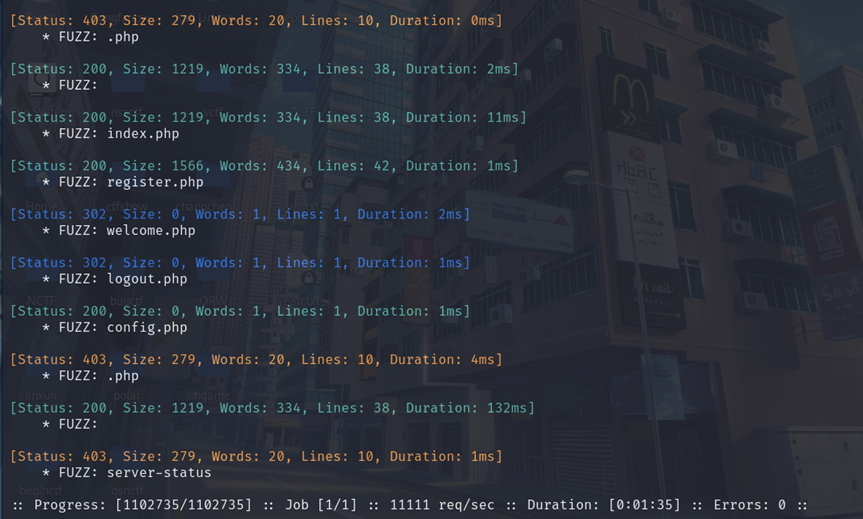 [Status: 403, Size: 279, Words: 20, Lines: 10, Duration: 0ms]
* FUZZ: .php
[Status: 200, Size: 1219, Words: 334, Lines: 38, Duration: 2ms]
* FUZZ:
[Status: 200, Size: 1219, Words: 334, Lines: 38, Duration: 11ms]
* FUZZ: index.php
[Status: 200, Size: 1566, Words: 434, Lines: 42, Duration: 1ms]
* FUZZ: register.php
[Status: 302, Size: 0, Words: 1, Lines: 1, Duration: 2ms]
* FUZZ: welcome.php
[Status: 302, Size: 0, Words: 1, Lines: 1, Duration: 1ms]
* FUZZ: logout.php
[Status: 200, Size: 0, Words: 1, Lines: 1, Duration: 1ms]
* FUZZ: config.php
[Status: 403, Size: 279, Words: 20, Lines: 10, Duration: 4ms]
* FUZZ: .php
[Status: 200, Size: 1219, Words: 334, Lines: 38, Duration: 132ms]
* FUZZ:
[Status: 403, Size: 279, Words: 20, Lines: 10, Duration: 1ms]
* FUZZ: server-status
:: Progress: [1102735/1102735] :: Job [1/1] :: 11111 req/sec :: Duration: [0:01:35] :: Errors: 0 ::